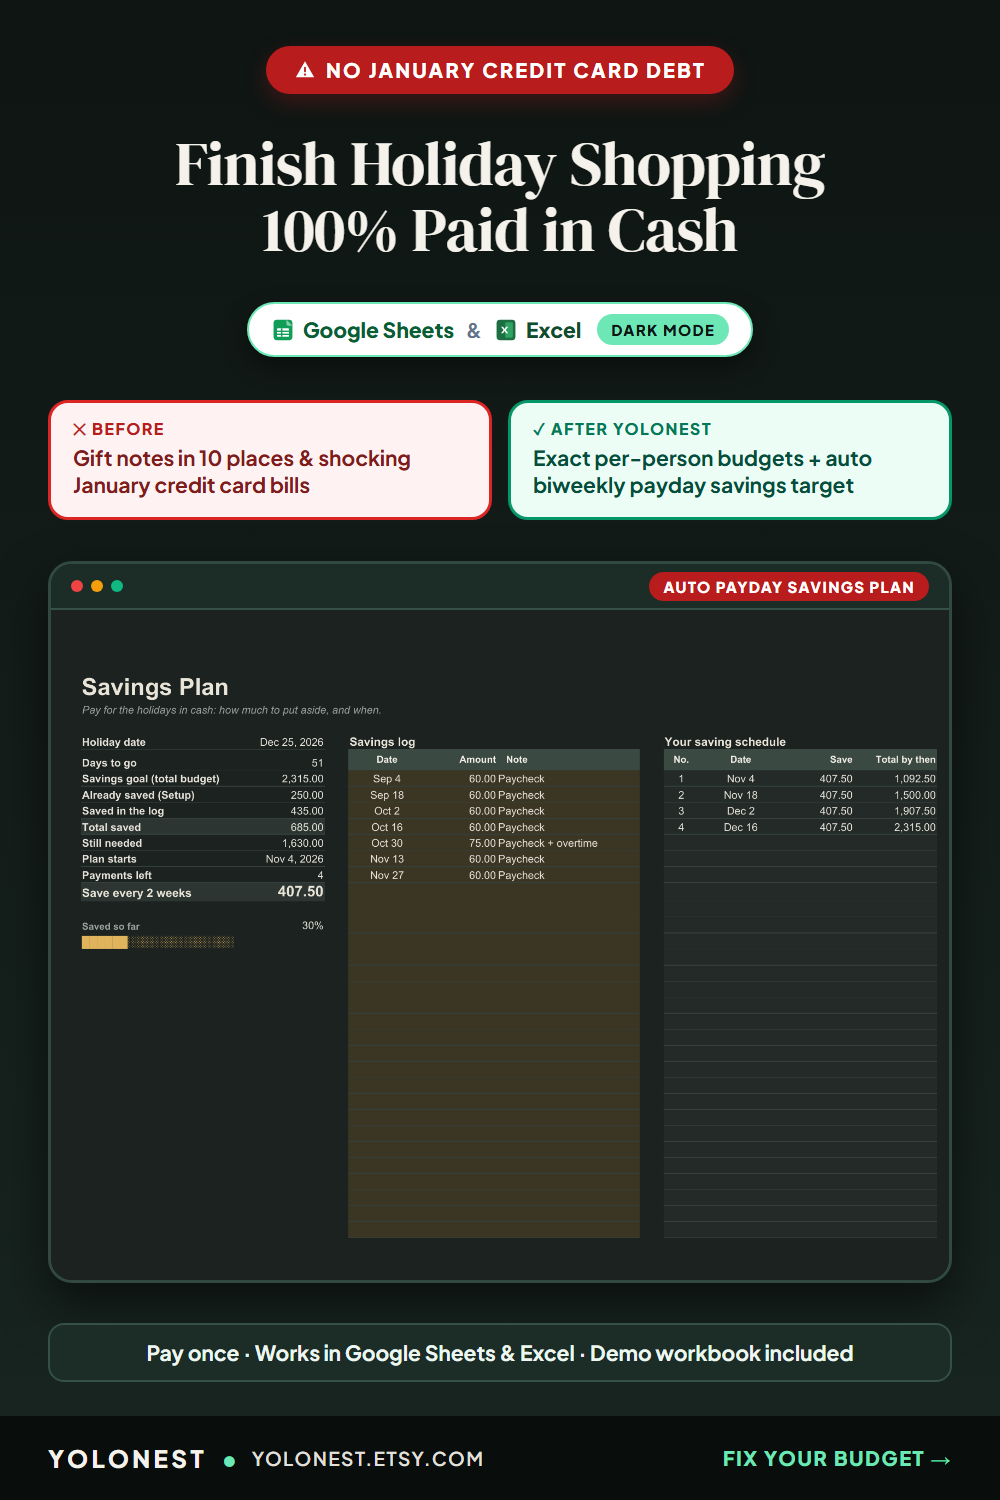 ⚠ NO JANUARY CREDIT CARD DEBT
Finish Holiday Shopping
100% Paid in Cash
Google Sheets & Excel DARK MODE
✕ BEFORE
Gift notes in 10 places & shocking
January credit card bills
✓ AFTER YOLONEST
Exact per-person budgets + auto
biweekly payday savings target
AUTO PAYDAY SAVINGS PLAN
Savings Plan
Pay for the holidays in cash: how much to put aside, and when.
Holiday date Dec 25, 2026
Days to go 51
Savings goal (total budget) 2,315.00
Already saved (Setup) 250.00
Saved in the log 435.00
Total saved 685.00
Still needed 1,630.00
Plan starts Nov 4, 2026
Payments left 4
Save every 2 weeks 407.50
Saved so far 30%
Savings log
Date Amount Note
Sep 4 60.00 Paycheck
Sep 18 60.00 Paycheck
Oct 2 60.00 Paycheck
Oct 16 60.00 Paycheck
Oct 30 75.00 Paycheck + overtime
Nov 13 60.00 Paycheck
Nov 27 60.00 Paycheck
Your saving schedule
No. Date Save Total by then
1 Nov 4 407.50 1,092.50
2 Nov 18 407.50 1,500.00
3 Dec 2 407.50 1,907.50
4 Dec 16 407.50 2,315.00
Pay once · Works in Google Sheets & Excel · Demo workbook included
YOLONEST ● YOLONEST.ETSY.COM
FIX YOUR BUDGET →